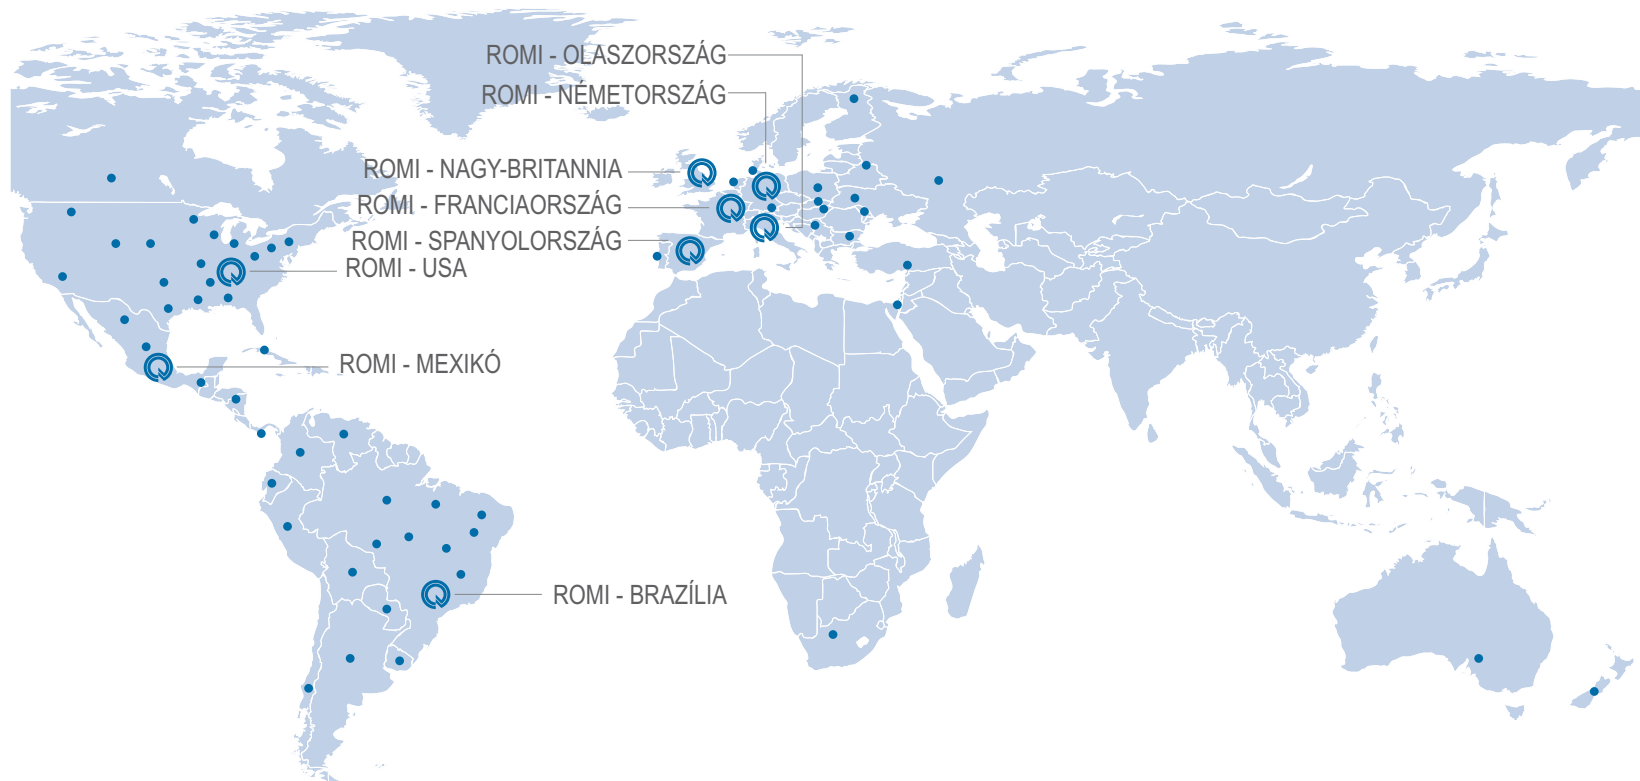 ROMI - OLASZORSZÁG
ROMI - NÉMETORSZÁG
ROMI - NAGY-BRITANNIA
ROMI - FRANCIAORSZÁG
ROMI - SPANYOLORSZÁG
ROMI - USA
ROMI - MEXIKÓ
ROMI - BRAZÍLIA